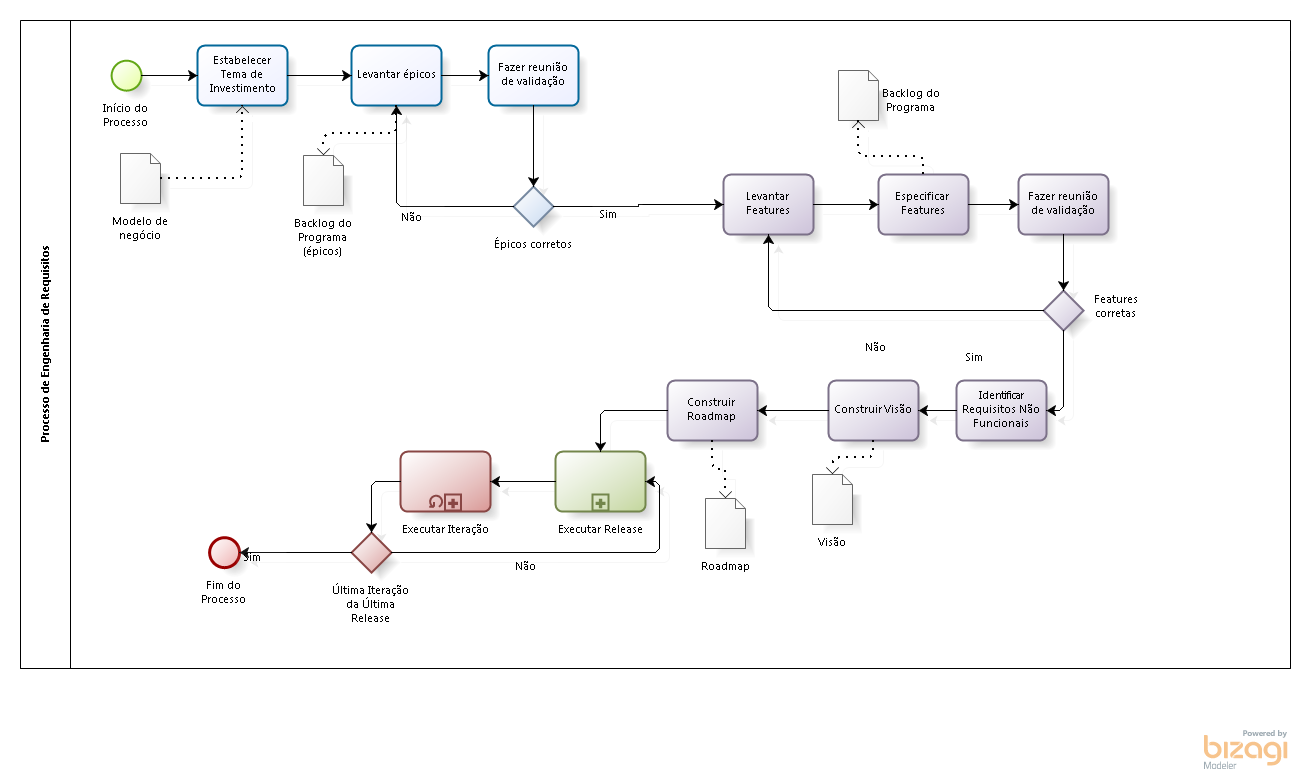 Processo de Engenharia de Requisitos
Início do
Processo
Estabelecer
Tema de
Investimento
Levantar épicos
Fazer reunião
de validação
Modelo de
negócio
Backlog do
Programa
(épicos)
Não
Épicos corretos
Sim
Backlog do
Programa
Levantar
Features
Especificar
Features
Fazer reunião
de validação
Features
corretas
Não
Sim
Identificar
Requisitos Não
Funcionais
Construir Visão
Construir
Roadmap
Visão
Roadmap
Executar Release
Executar Iteração
Não
Última Iteração
da Última
Release
Sim
Fim do
Processo
Powered by
bizagi
Modeler